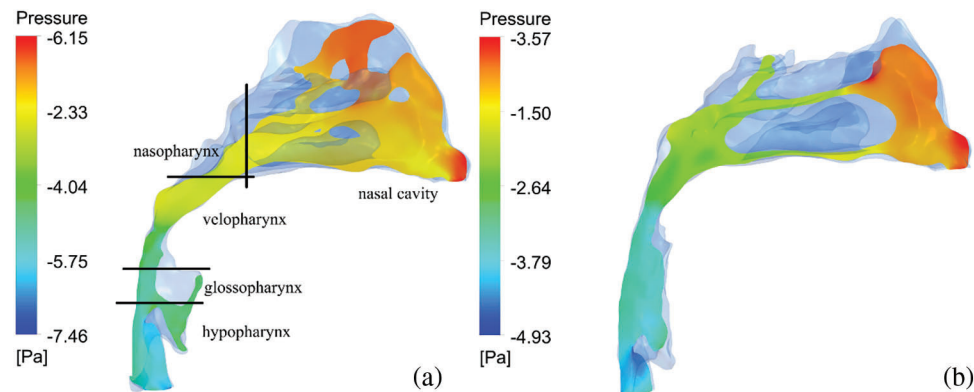 Pressure
-6.15
-2.33
-4.04
-5.75
-7.46
[Pa]
nasopharynx
nasal cavity
vclopharynx
glossopharynx
hypopharynx
(a)
Pressure
-3.57
-1.50
-2.64
-3.79
-4.93
[Pa]
(b)